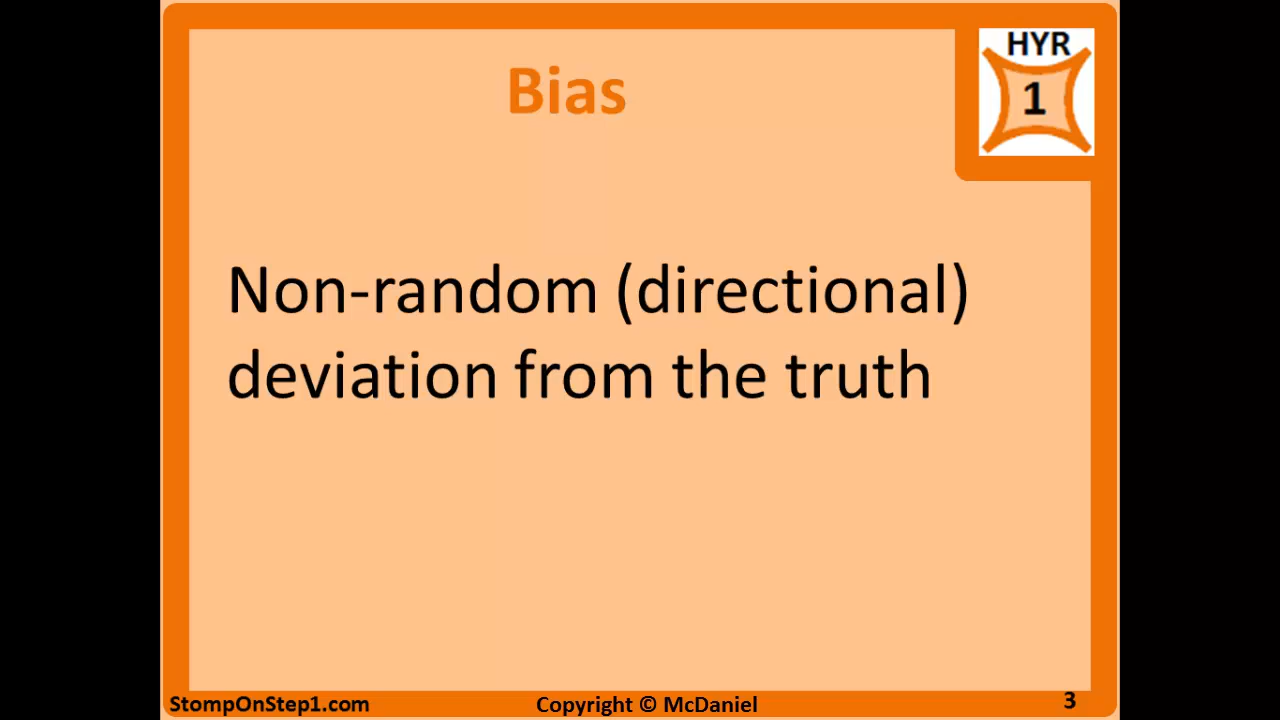 HYR
1
Bias
Non-random (directional)
deviation from the truth
StompOnStep1.com
Copyright © McDaniel
3